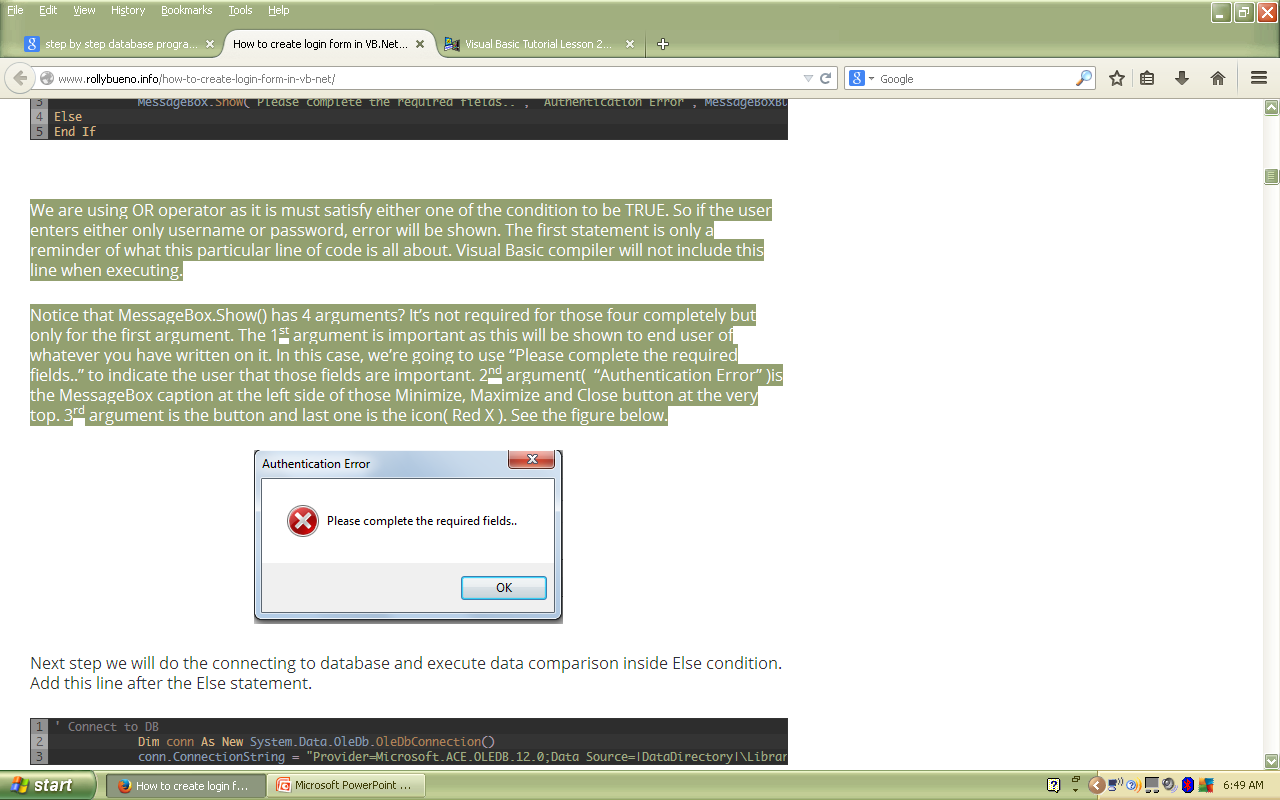 File Edit View History Bookmarks Tools Help
step by step database progra... × How to create login form in VB.Net... × Visual Basic Tutorial Lesson 2... × +
www.rollybueno.info/how-to-create-login-form-in-vb-net/ Google
3 MessageBox.Show("Please complete the required fields..", "Authentication Error", MessageBoxBu
4 Else
5 End If
We are using OR operator as it is must satisfy either one of the condition to be TRUE. So if the user
enters either only username or password, error will be shown. The first statement is only a
reminder of what this particular line of code is all about. Visual Basic compiler will not include this
line when executing.
Notice that MessageBox.Show() has 4 arguments? It's not required for those four completely but
only for the first argument. The 1st argument is important as this will be shown to end user of
whatever you have written on it. In this case, we're going to use “Please complete the required
fields..” to indicate the user that those fields are important. 2nd argument( “Authentication Error” )is
the MessageBox caption at the left side of those Minimize, Maximize and Close button at the very
top. 3rd argument is the button and last one is the icon( Red X ). See the figure below.
Authentication Error
Please complete the required fields..
OK
Next step we will do the connecting to database and execute data comparison inside Else condition.
Add this line after the Else statement.
1 ' Connect to DB
2 Dim conn As New System.Data.OleDb.OleDbConnection()
3 conn.ConnectionString = "Provider=Microsoft.ACE.OLEDB.12.0;Data Source=|DataDirectory|\Librar
start How to create login f... Microsoft PowerPoint ... 6:49 AM